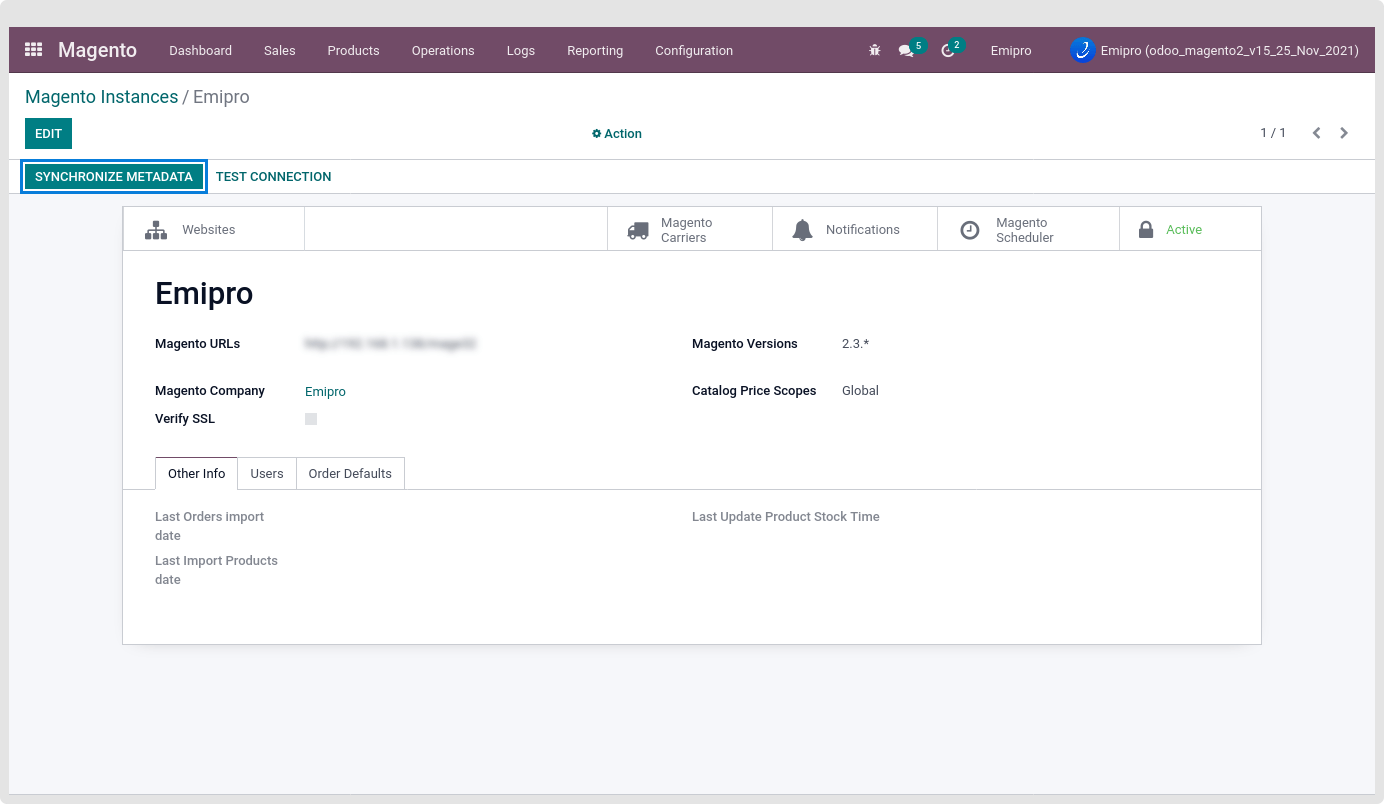 Magento Dashboard Sales Products Operations Logs Reporting Configuration 5 2 Emipro Emipro (odoo_magento2_v15_25_Nov_2021)
Magento Instances / Emipro
EDIT Action 1 / 1
SYNCHRONIZE METADATA TEST CONNECTION
Websites
Magento
Carriers
Notifications
Magento
Scheduler
Active
Emipro
Magento URLs
Magento Versions 2.3.*
Magento Company Emipro
Catalog Price Scopes Global
Verify SSL
Other Info Users Order Defaults
Last Orders import
date
Last Update Product Stock Time
Last Import Products
date